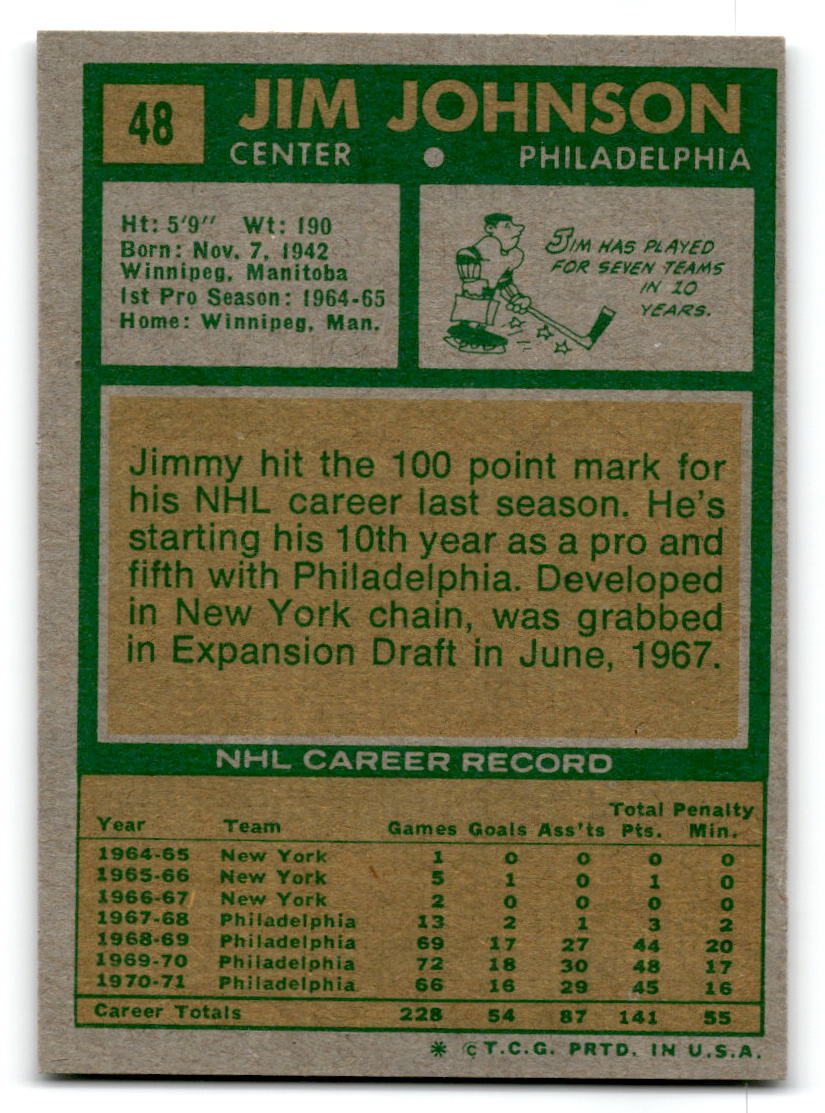 48
JIM JOHNSON
CENTER • PHILADELPHIA
Ht: 5'9" Wt: 190
Born: Nov. 7, 1942
Winnipeg, Manitoba
1st Pro Season: 1964-65
Home: Winnipeg, Man.
JIM HAS PLAYED
FOR SEVEN TEAMS
IN 10
YEARS.
Jimmy hit the 100 point mark for
his NHL career last season. He's
starting his 10th year as a pro and
fifth with Philadelphia. Developed
in New York chain, was grabbed
in Expansion Draft in June, 1967.
NHL CAREER RECORD
Year Team Games Goals Ass'ts Total Pts. Penalty Min.
1964-65 New York 1 0 0 0 0
1965-66 New York 5 1 0 1 0
1966-67 New York 2 0 0 0 0
1967-68 Philadelphia 13 2 1 3 2
1968-69 Philadelphia 69 17 27 44 20
1969-70 Philadelphia 72 18 30 48 17
1970-71 Philadelphia 66 16 29 45 16
Career Totals 228 54 87 141 55
* © T.C.G. PRTD. IN U.S.A.